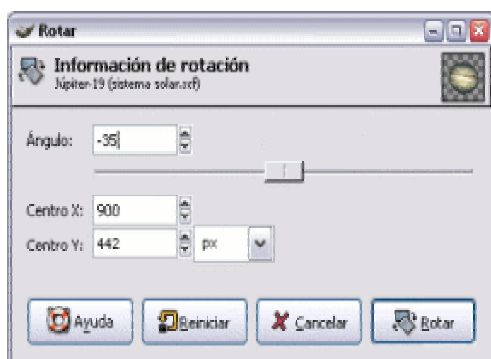 Rotar
Información de rotación
Júpiter-19 (sistema solar.xcf)
Ángulo: -35
Centro X: 900
Centro Y: 442 px
Ayuda Reiniciar Cancelar Rotar